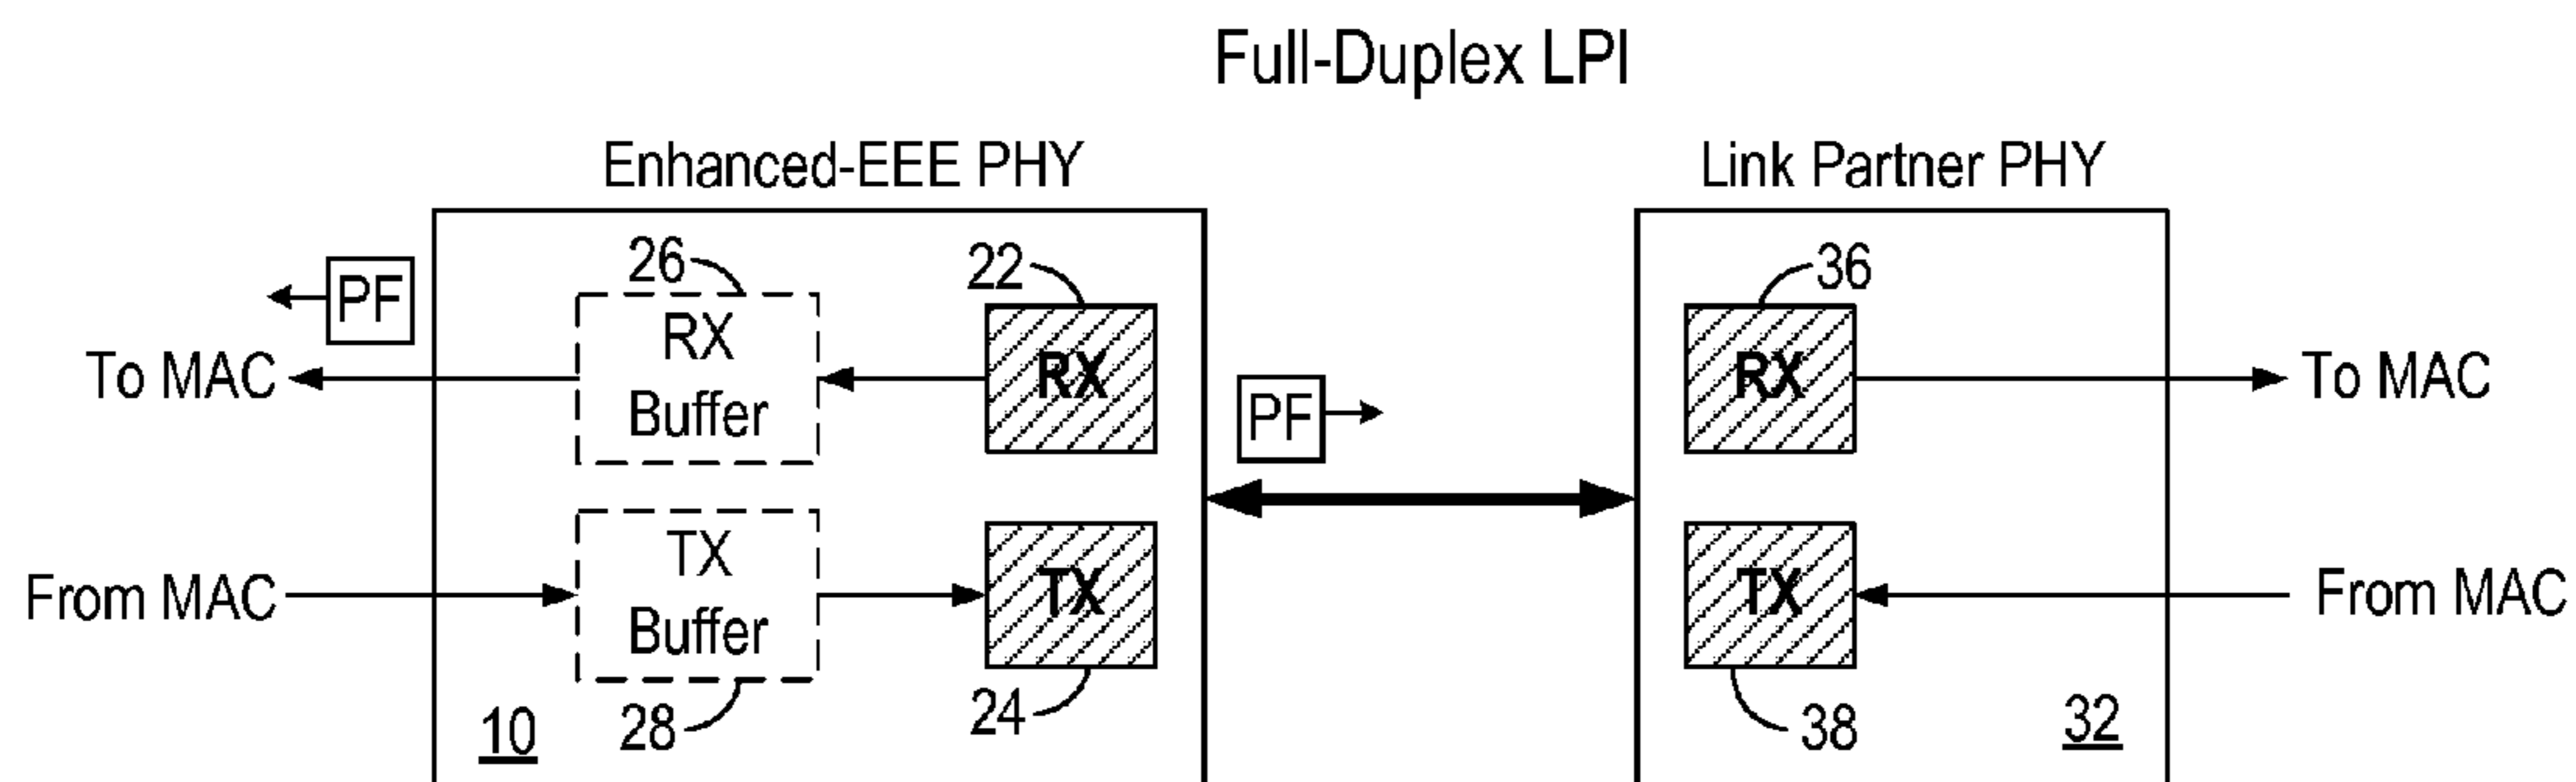 Full-Duplex LPI
Enhanced-EEE PHY
Link Partner PHY
PF
26
22
36
RX
Buffer
RX
RX
To MAC
PF
To MAC
From MAC
TX
Buffer
TX
TX
From MAC
10
28
24
38
32